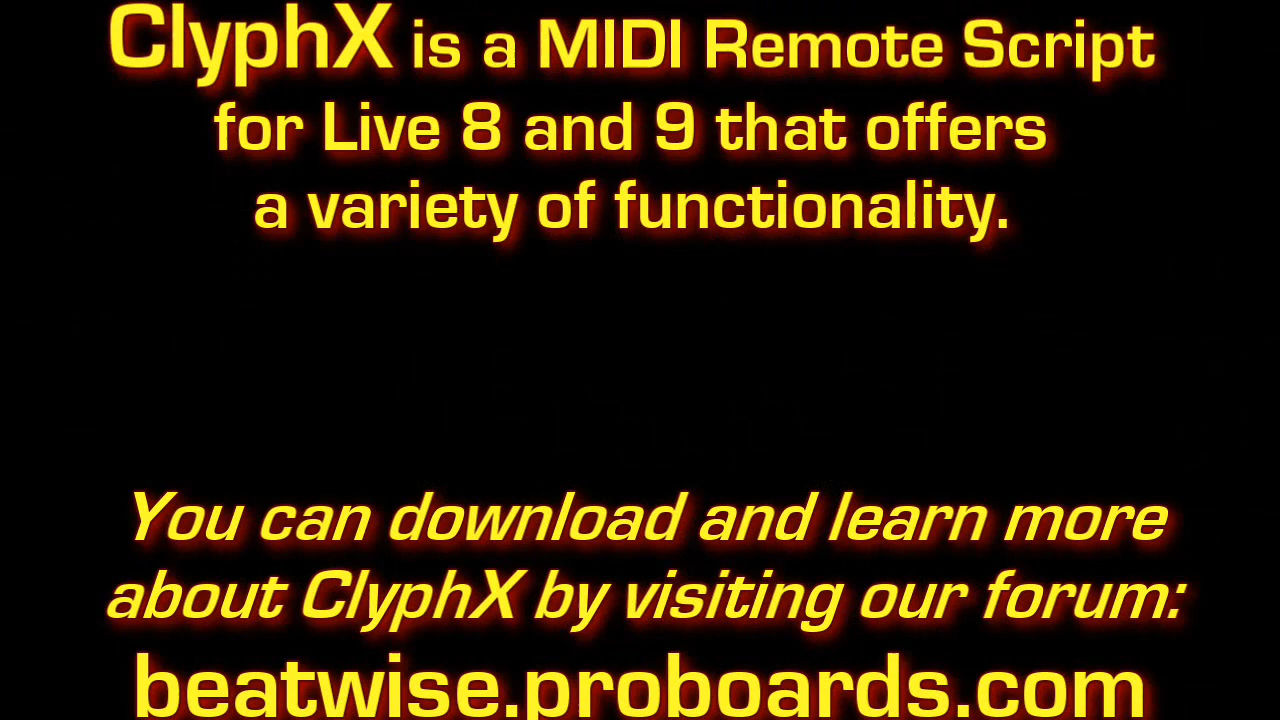 ClyphX is a MIDI Remote Script
for Live 8 and 9 that offers
a variety of functionality.
You can download and learn more
about ClyphX by visiting our forum:
beatwise.proboards.com